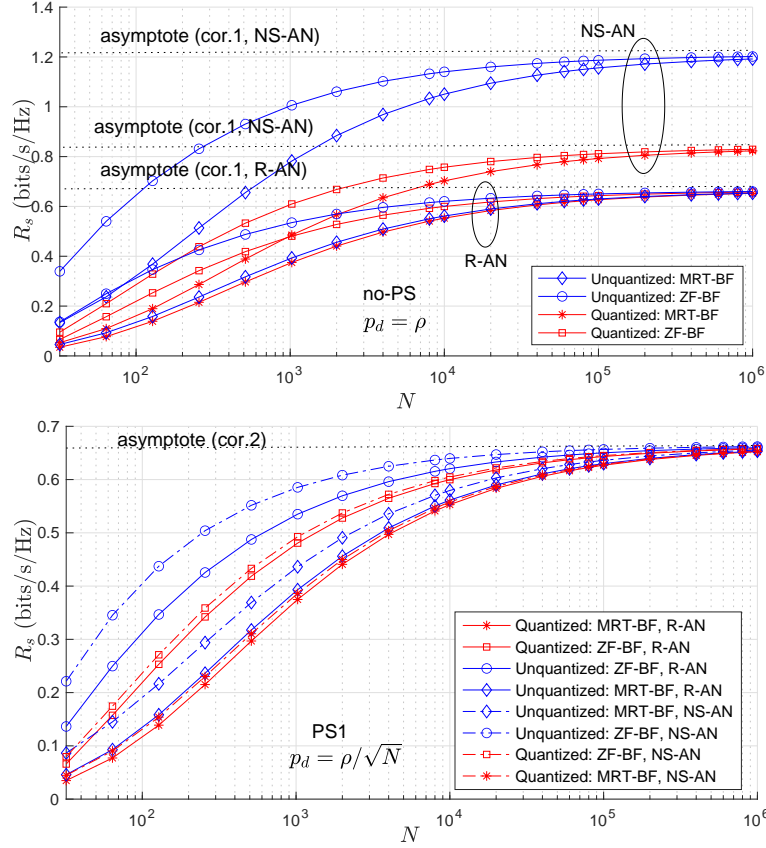 asymptote (cor.1, NS-AN)
NS-AN
asymptote (cor.1, NS-AN)
asymptote (cor.1, R-AN)
R-AN
no-PS
p_d = ρ
Unquantized: MRT-BF
Unquantized: ZF-BF
Quantized: MRT-BF
Quantized: ZF-BF
R_s (bits/s/Hz)
1.4
1.2
1
0.8
0.6
0.4
0.2
0
10^2 10^3 10^4 10^5 10^6
N
asymptote (cor.2)
PS1
p_d = ρ/√N
Quantized: MRT-BF, R-AN
Quantized: ZF-BF, R-AN
Unquantized: ZF-BF, R-AN
Unquantized: MRT-BF, R-AN
Unquantized: MRT-BF, NS-AN
Unquantized: ZF-BF, NS-AN
Quantized: ZF-BF, NS-AN
Quantized: MRT-BF, NS-AN
R_s (bits/s/Hz)
0.7
0.6
0.5
0.4
0.3
0.2
0.1
0
10^2 10^3 10^4 10^5 10^6
N